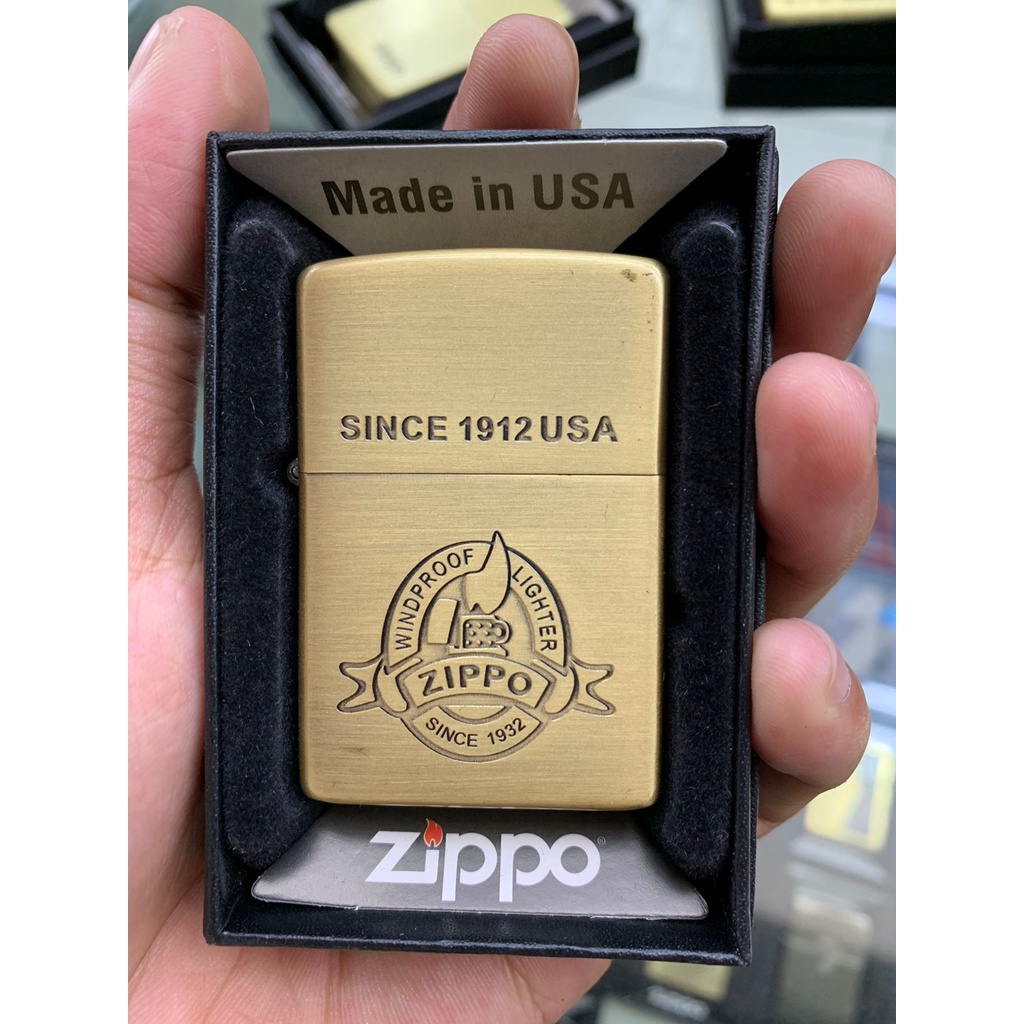 Made in USA
SINCE 1912 USA
WINDPROOF LIGHTER
ZIPPO
SINCE 1932
zippo®